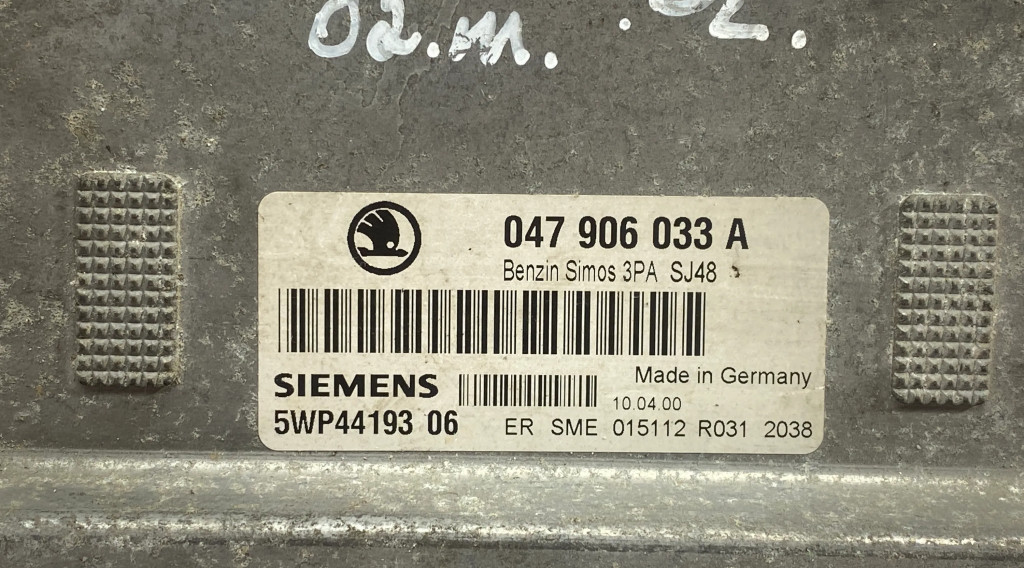 02.m. .02.
047 906 033 A
Benzin Simos 3PA SJ48
SIEMENS
Made in Germany
10.04.00
5WP44193 06
ER SME 015112 R031 2038